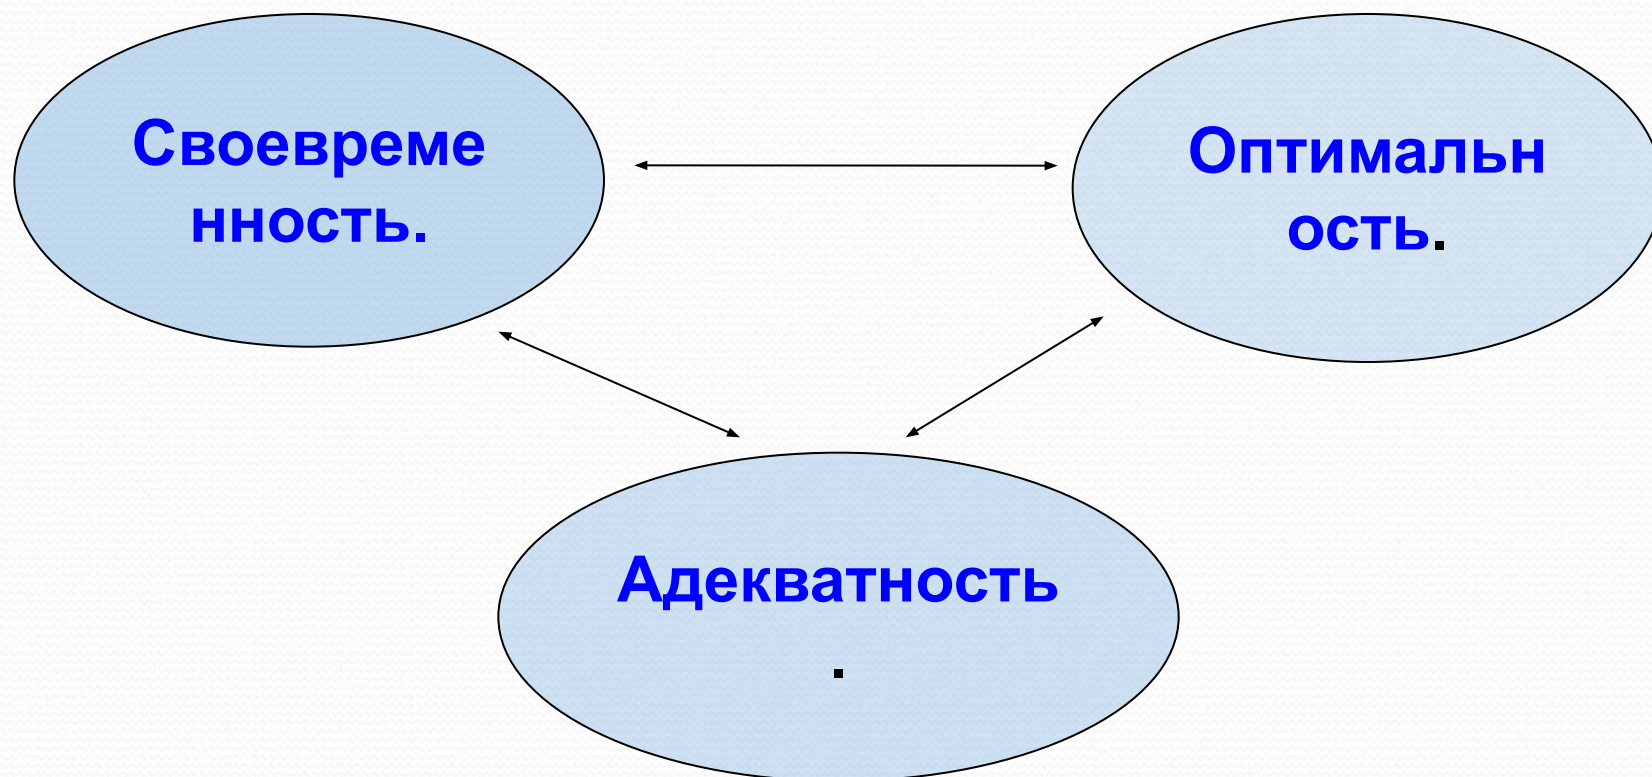 Своевреме
нность.
Оптимальн
ость.
Адекватность
.